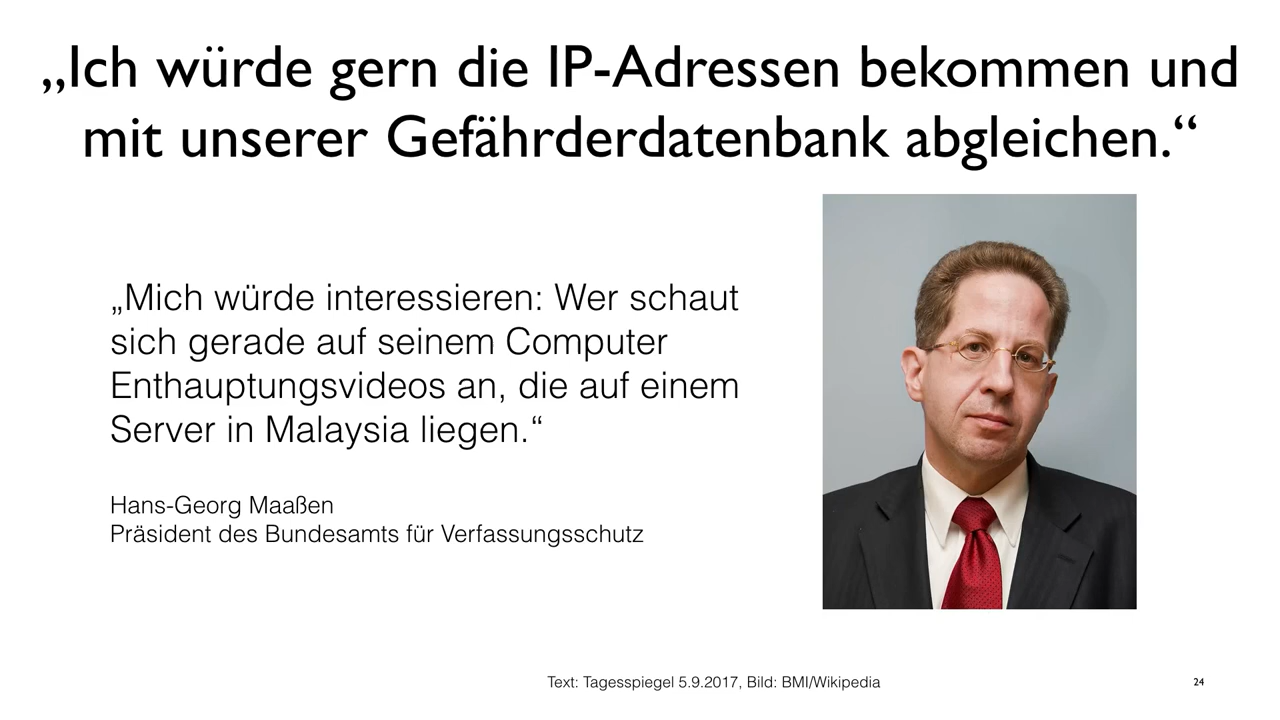 „Ich würde gern die IP-Adressen bekommen und
mit unserer Gefährderdatenbank abgleichen.“
„Mich würde interessieren: Wer schaut
sich gerade auf seinem Computer
Enthauptungsvideos an, die auf einem
Server in Malaysia liegen.“
Hans-Georg Maaßen
Präsident des Bundesamts für Verfassungsschutz
Text: Tagesspiegel 5.9.2017, Bild: BMI/Wikipedia
24